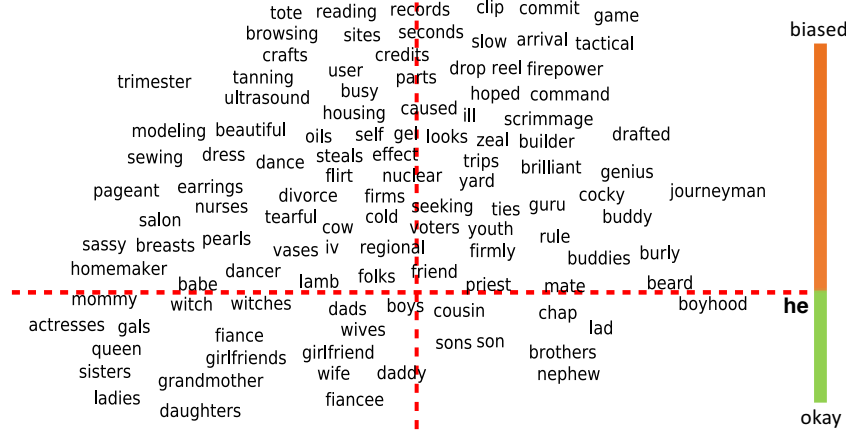 tote reading records clip commit game
browsing sites seconds slow arrival tactical biased
crafts credits
trimester tanning user parts drop reel firepower
ultrasound busy hoped command
housing caused ill scrimmage
modeling beautiful oils self gel looks zeal builder drafted
sewing dress dance steals effect trips brilliant genius
pageant earrings flirt nuclear yard cocky journeyman
nurses divorce firms seeking ties guru buddy
salon tearful cow cold voters youth rule
sassy breasts pearls vases iv regional firmly buddies burly
homemaker babe dancer lamb folks friend priest mate beard
mommy witch witches dads boys cousin chap boyhood he
actresses gals fiance wives lad
queen girlfriends girlfriend sons son brothers
sisters grandmother wife daddy nephew
ladies daughters fiancee okay